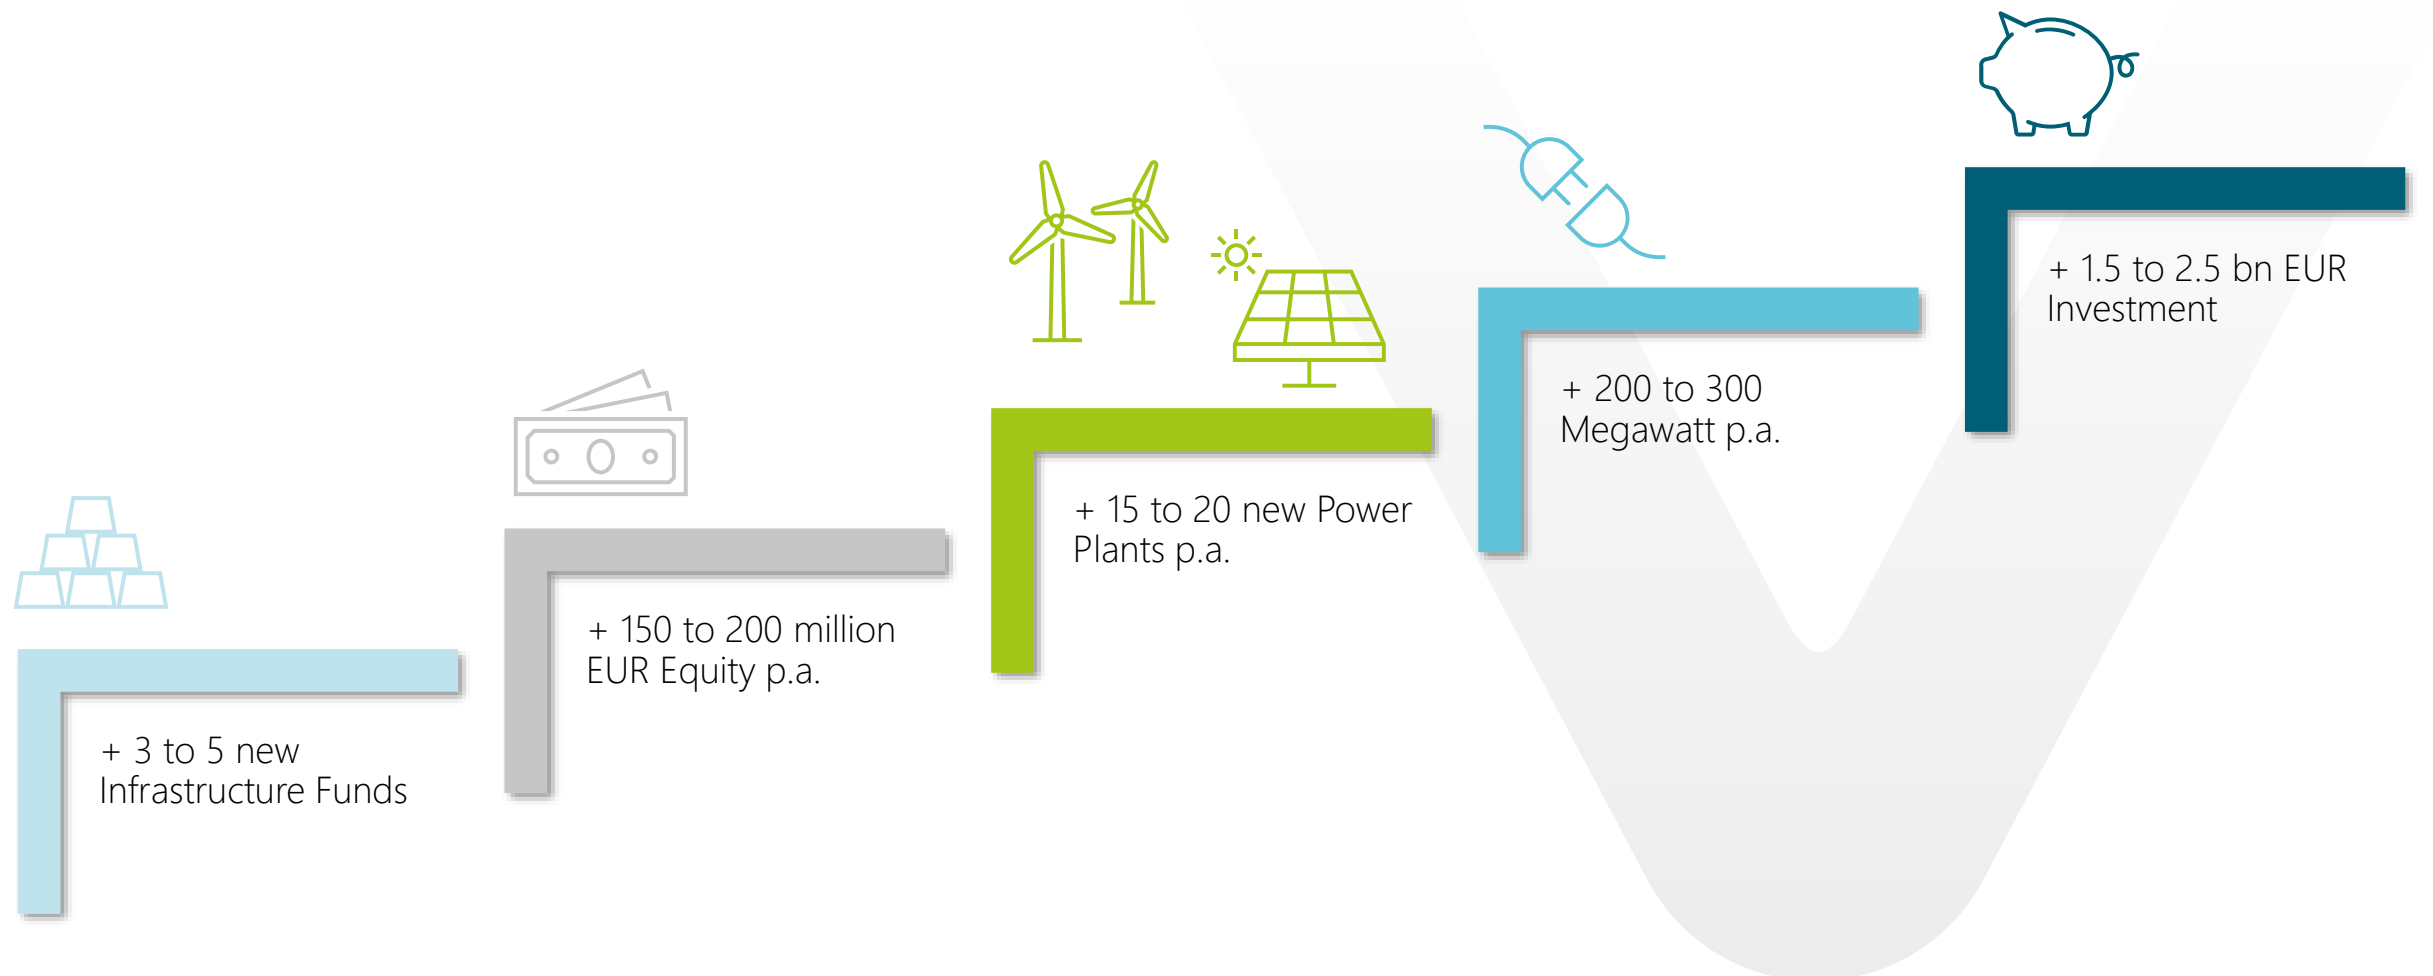 + 3 to 5 new
Infrastructure Funds
+ 150 to 200 million
EUR Equity p.a.
+ 15 to 20 new Power
Plants p.a.
+ 200 to 300
Megawatt p.a.
+ 1.5 to 2.5 bn EUR
Investment